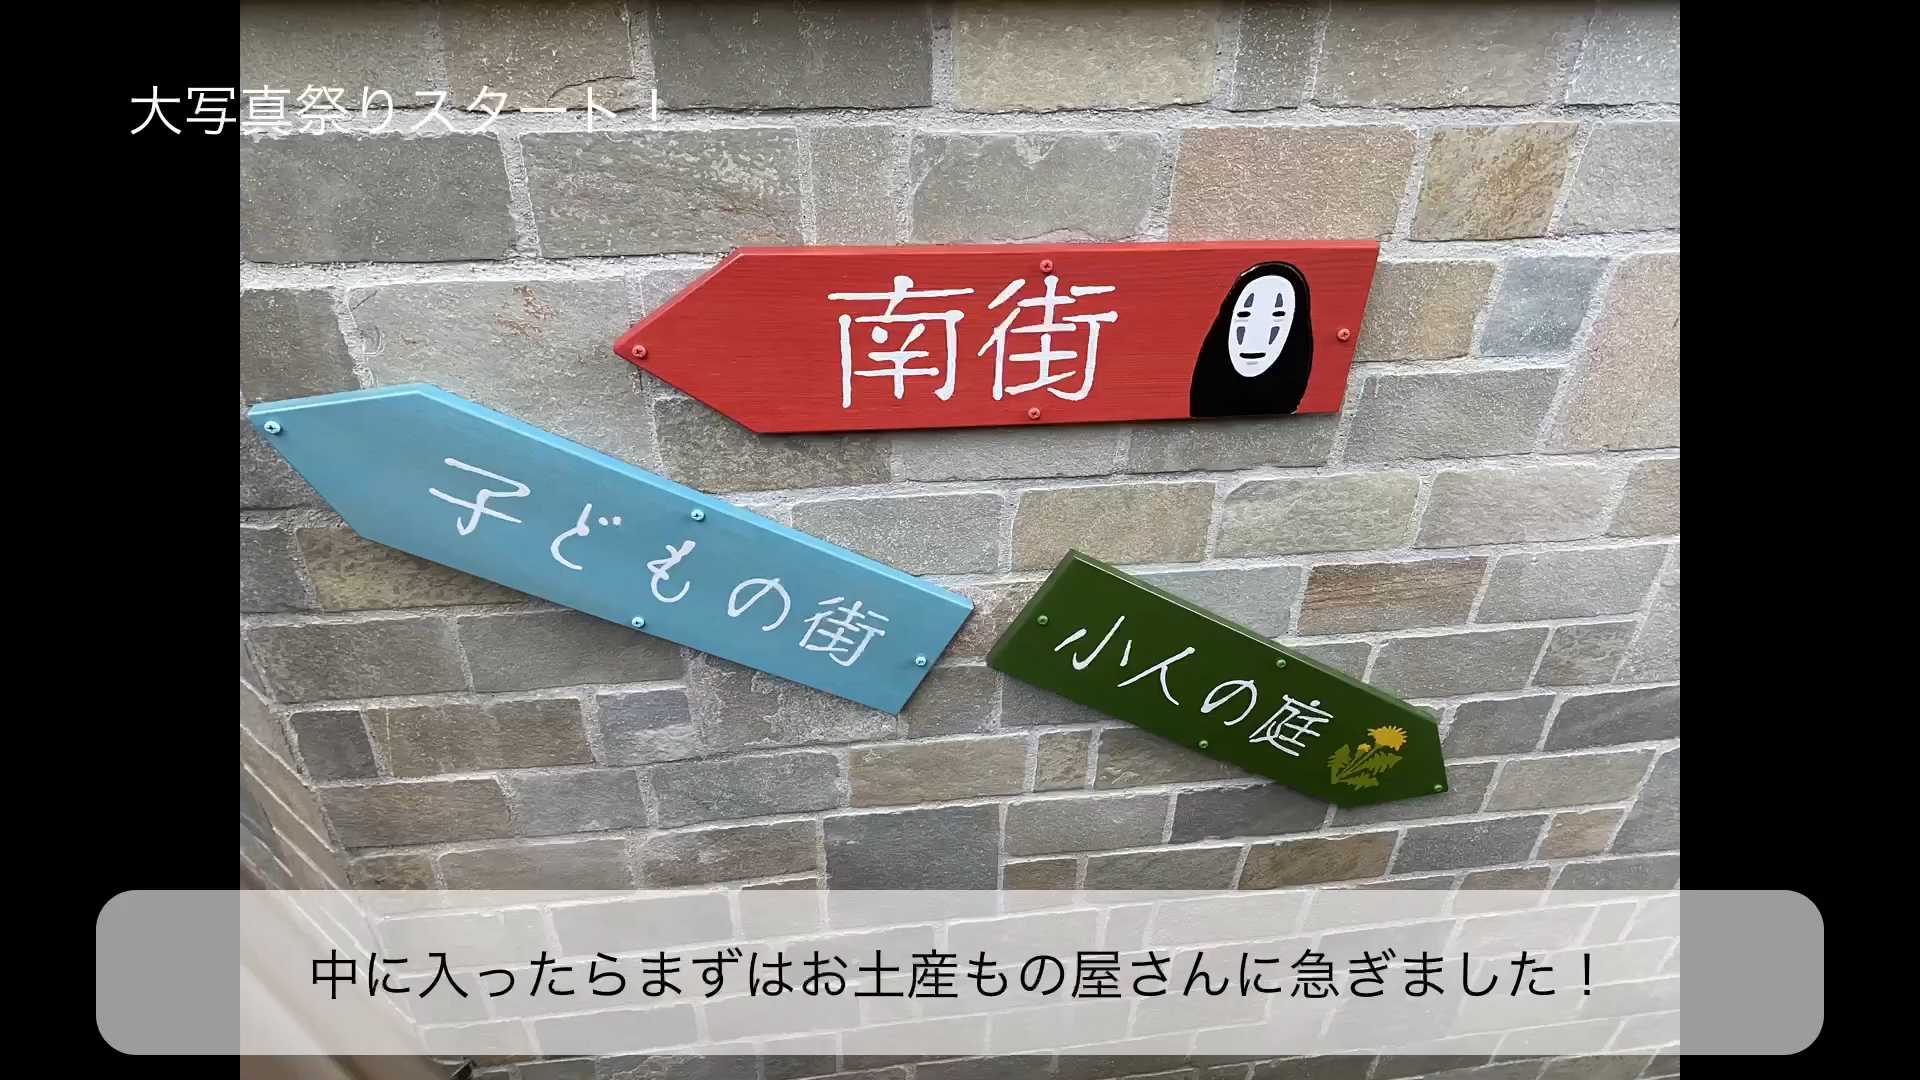 大写真祭りスタート！
南街
子どもの街
小人の庭
中に入ったらまずはお土産もの屋さんに急ぎました！